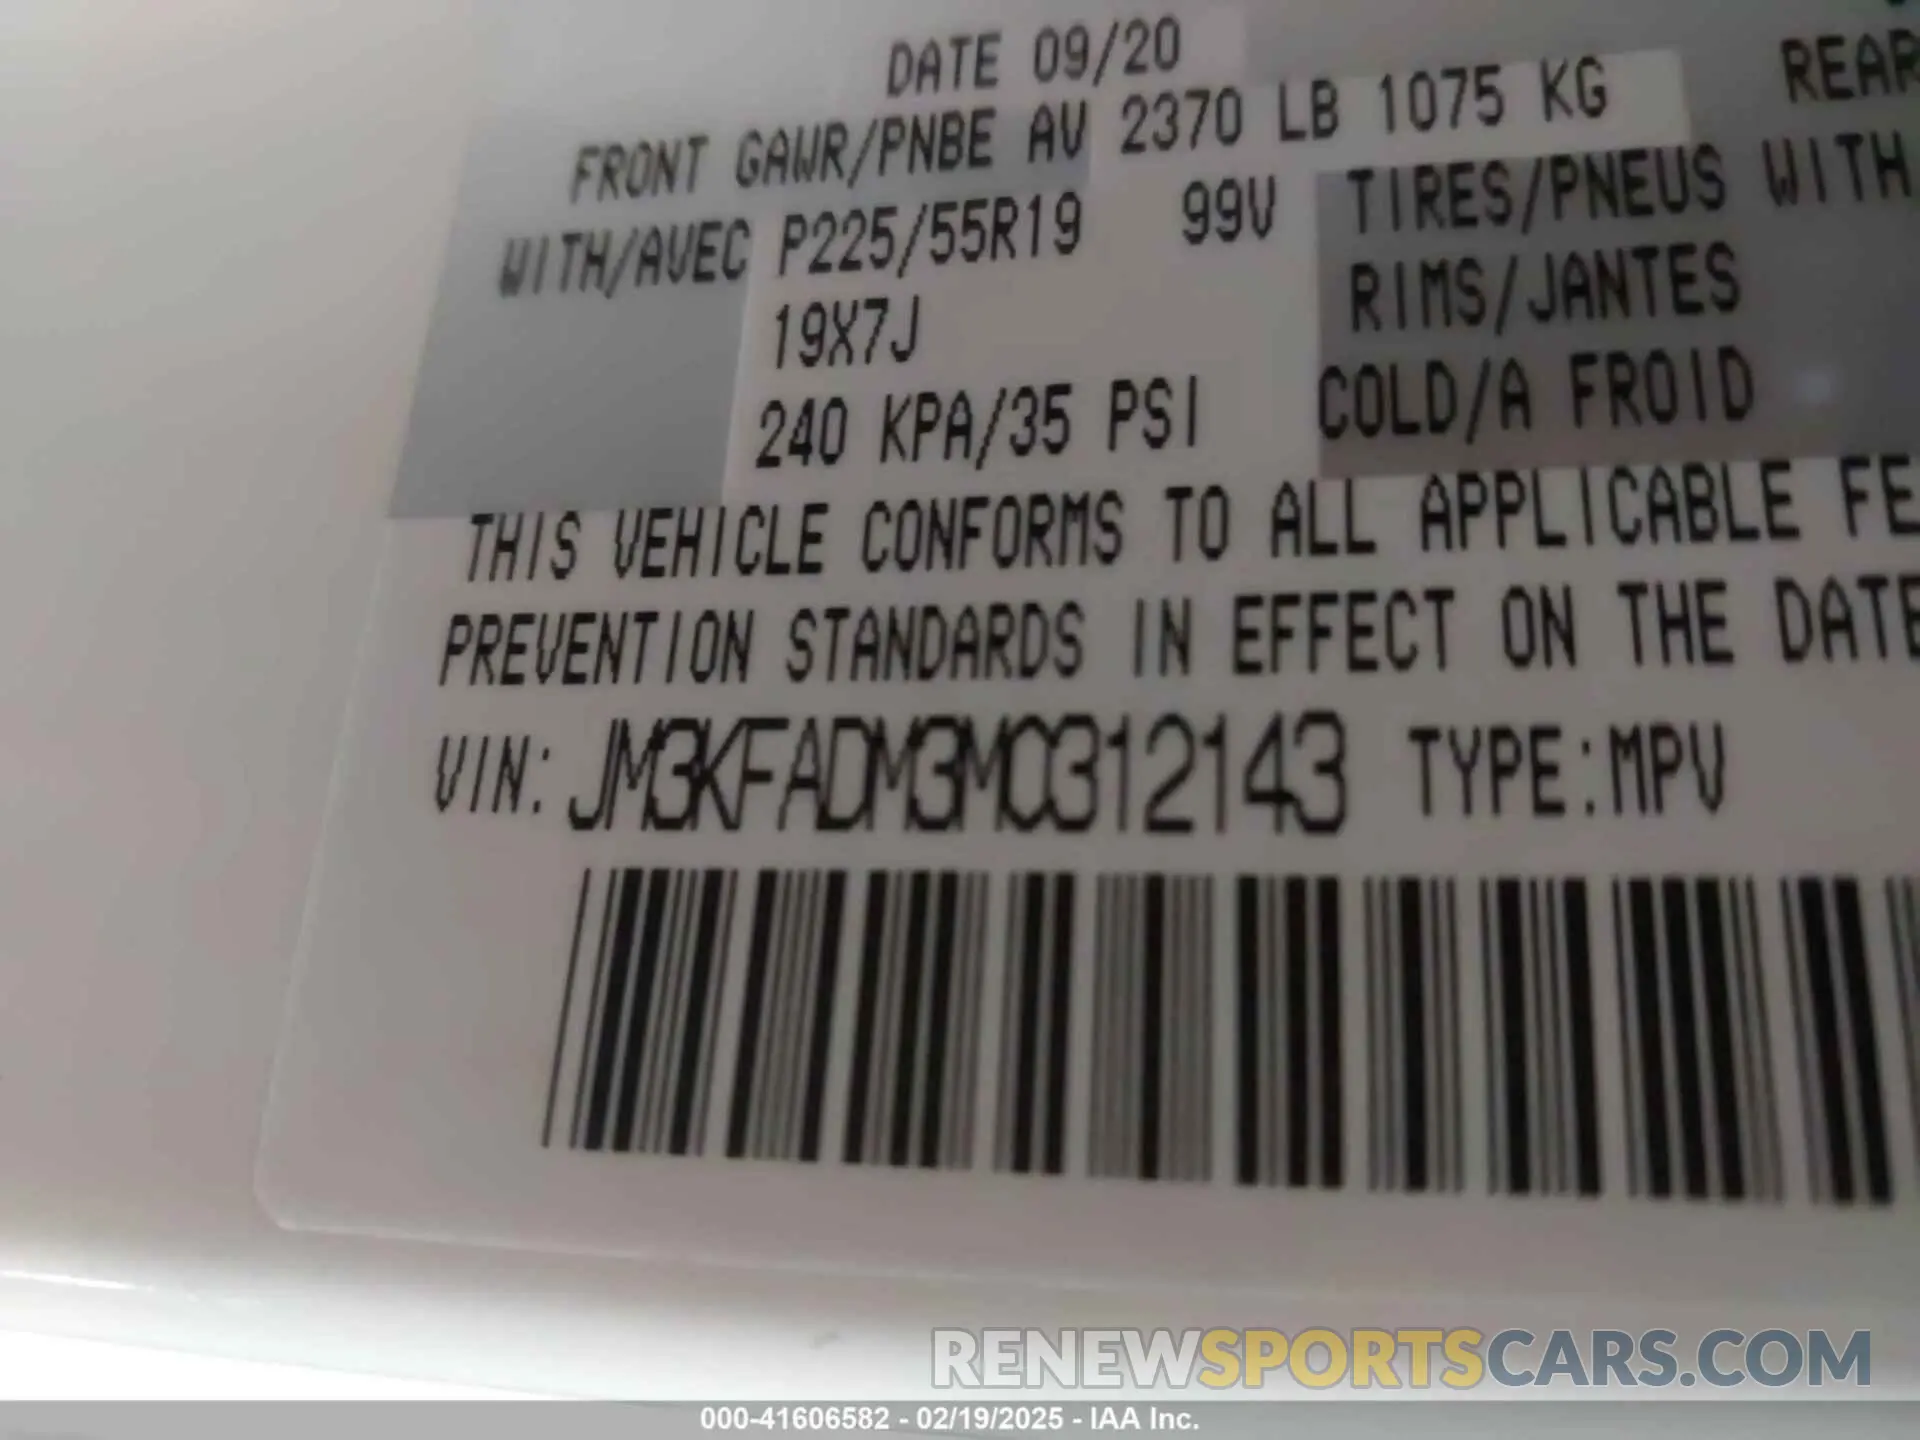 DATE 09/20
FRONT GAWR/PNBE AV 2370 LB 1075 KG REAR
WITH/AVEC P225/55R19 99V TIRES/PNEUS WITH
19X7J RIMS/JANTES
240 KPA/35 PSI COLD/A FROID
THIS VEHICLE CONFORMS TO ALL APPLICABLE FE
PREVENTION STANDARDS IN EFFECT ON THE DATE
VIN: JM3KFADM3M0312143 TYPE:MPV
RENEWSPORTSCARS.COM
000-41606582 - 02/19/2025 - IAA Inc.